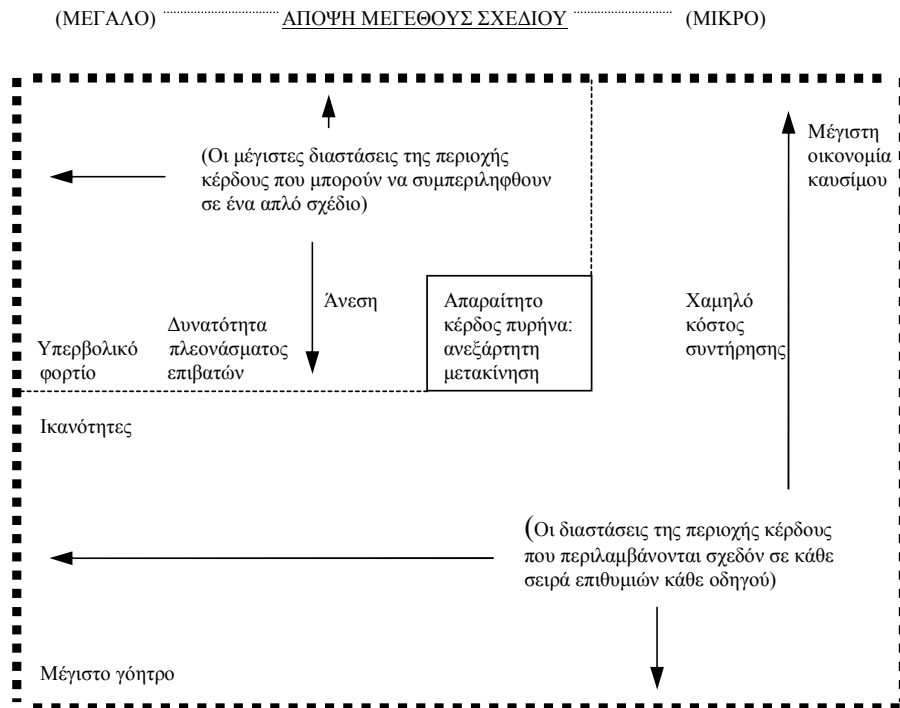 (ΜΕΓΑΛΟ) ΑΠΟΨΗ ΜΕΓΕΘΟΥΣ ΣΧΕΔΙΟΥ (ΜΙΚΡΟ)
(Οι μέγιστες διαστάσεις της περιοχής
κέρδους που μπορούν να συμπεριληφθουν
σε ένα απλό σχέδιο)
Μέγιστη
οικονομία
καυσίμου
Άνεση
Υπερβολικό
φορτίο
Δυνατότητα
πλεονάσματος
επιβατών
Απαραίτητο
κέρδος πυρήνα:
ανεξάρτητη
μετακίνηση
Χαμηλό
κόστος
συντήρησης
Ικανότητες
(Οι διαστάσεις της περιοχής κέρδους
που περιλαμβάνονται σχεδόν σε κάθε
σειρά επιθυμιών κάθε οδηγού)
Μέγιστο γόητρο